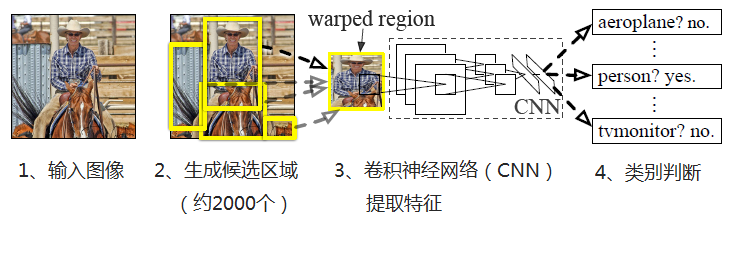 warped region
aeroplane? no.
⋮
person? yes.
⋮
tvmonitor? no.
CNN
1、输入图像
2、生成候选区域
（约2000个）
3、卷积神经网络（CNN）
提取特征
4、类别判断